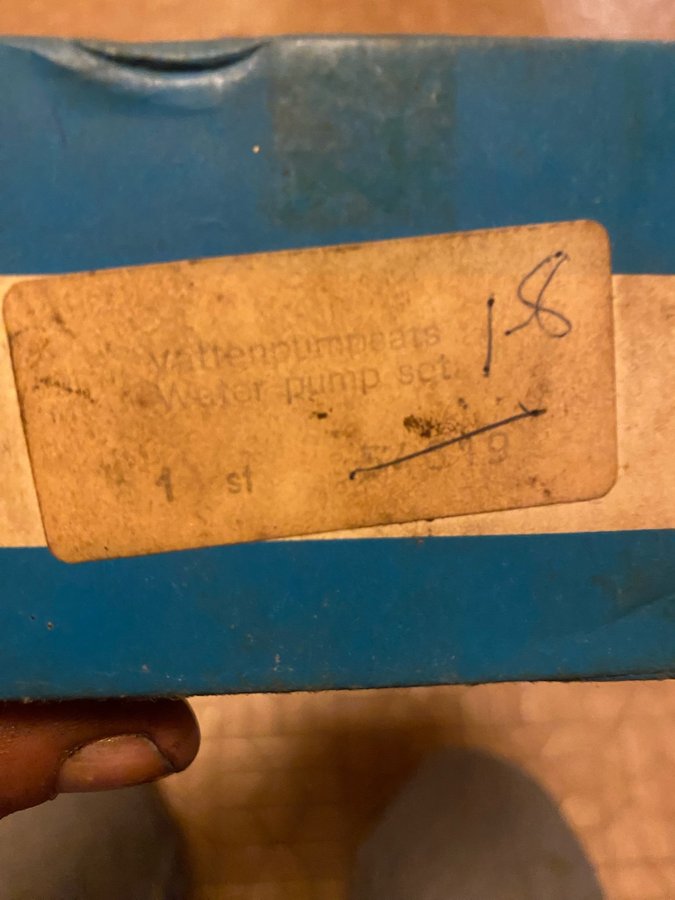 18
Vattenpumpsats
Water pump set
1 st